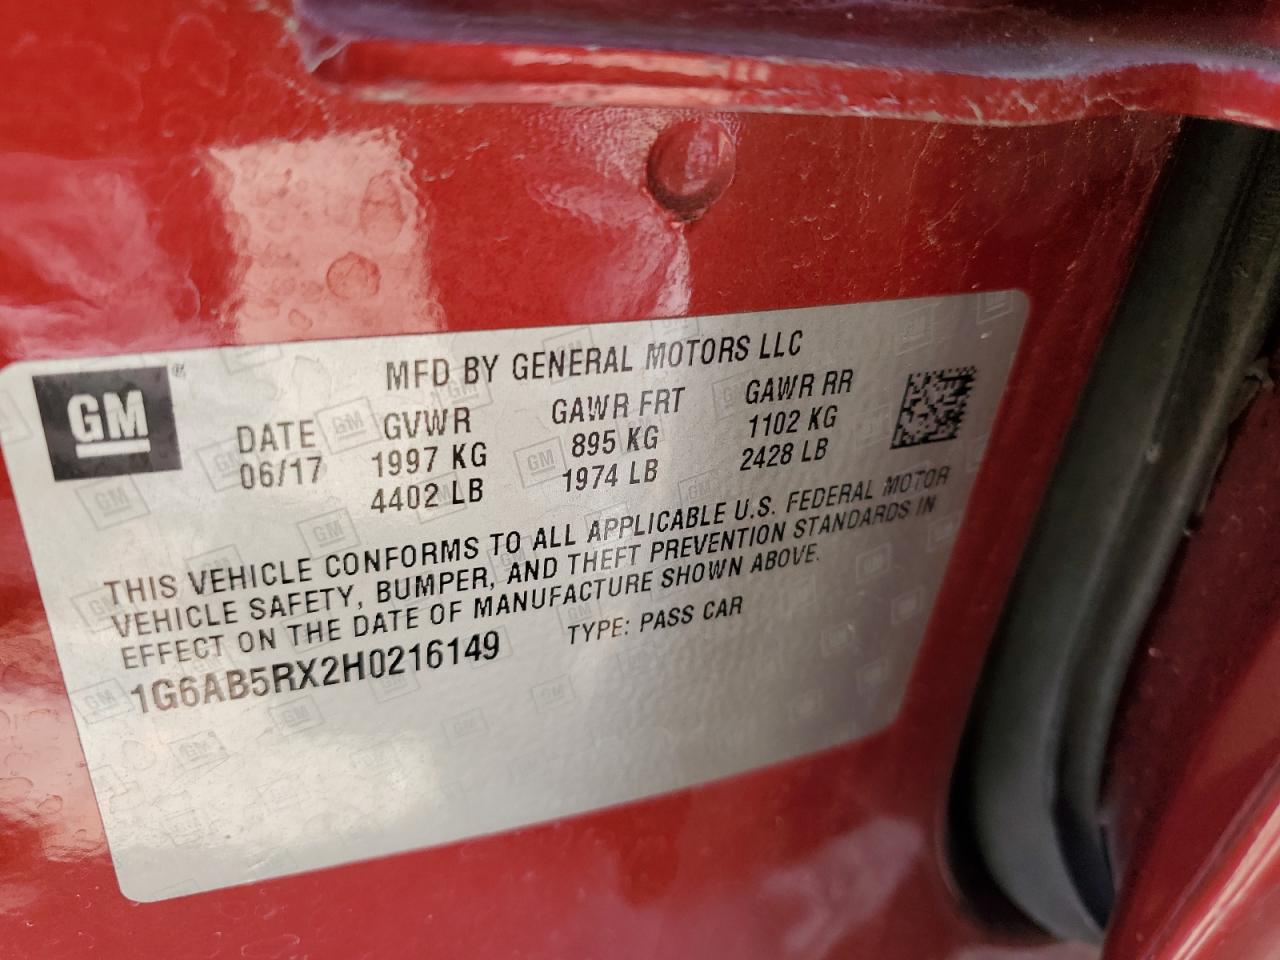 MFD BY GENERAL MOTORS LLC
GM
DATE GVWR GAWR FRT GAWR RR
06/17 1997 KG 895 KG 1102 KG
4402 LB 1974 LB 2428 LB
THIS VEHICLE CONFORMS TO ALL APPLICABLE U.S. FEDERAL MOTOR
VEHICLE SAFETY, BUMPER, AND THEFT PREVENTION STANDARDS IN
EFFECT ON THE DATE OF MANUFACTURE SHOWN ABOVE.
1G6AB5RX2H0216149 TYPE: PASS CAR